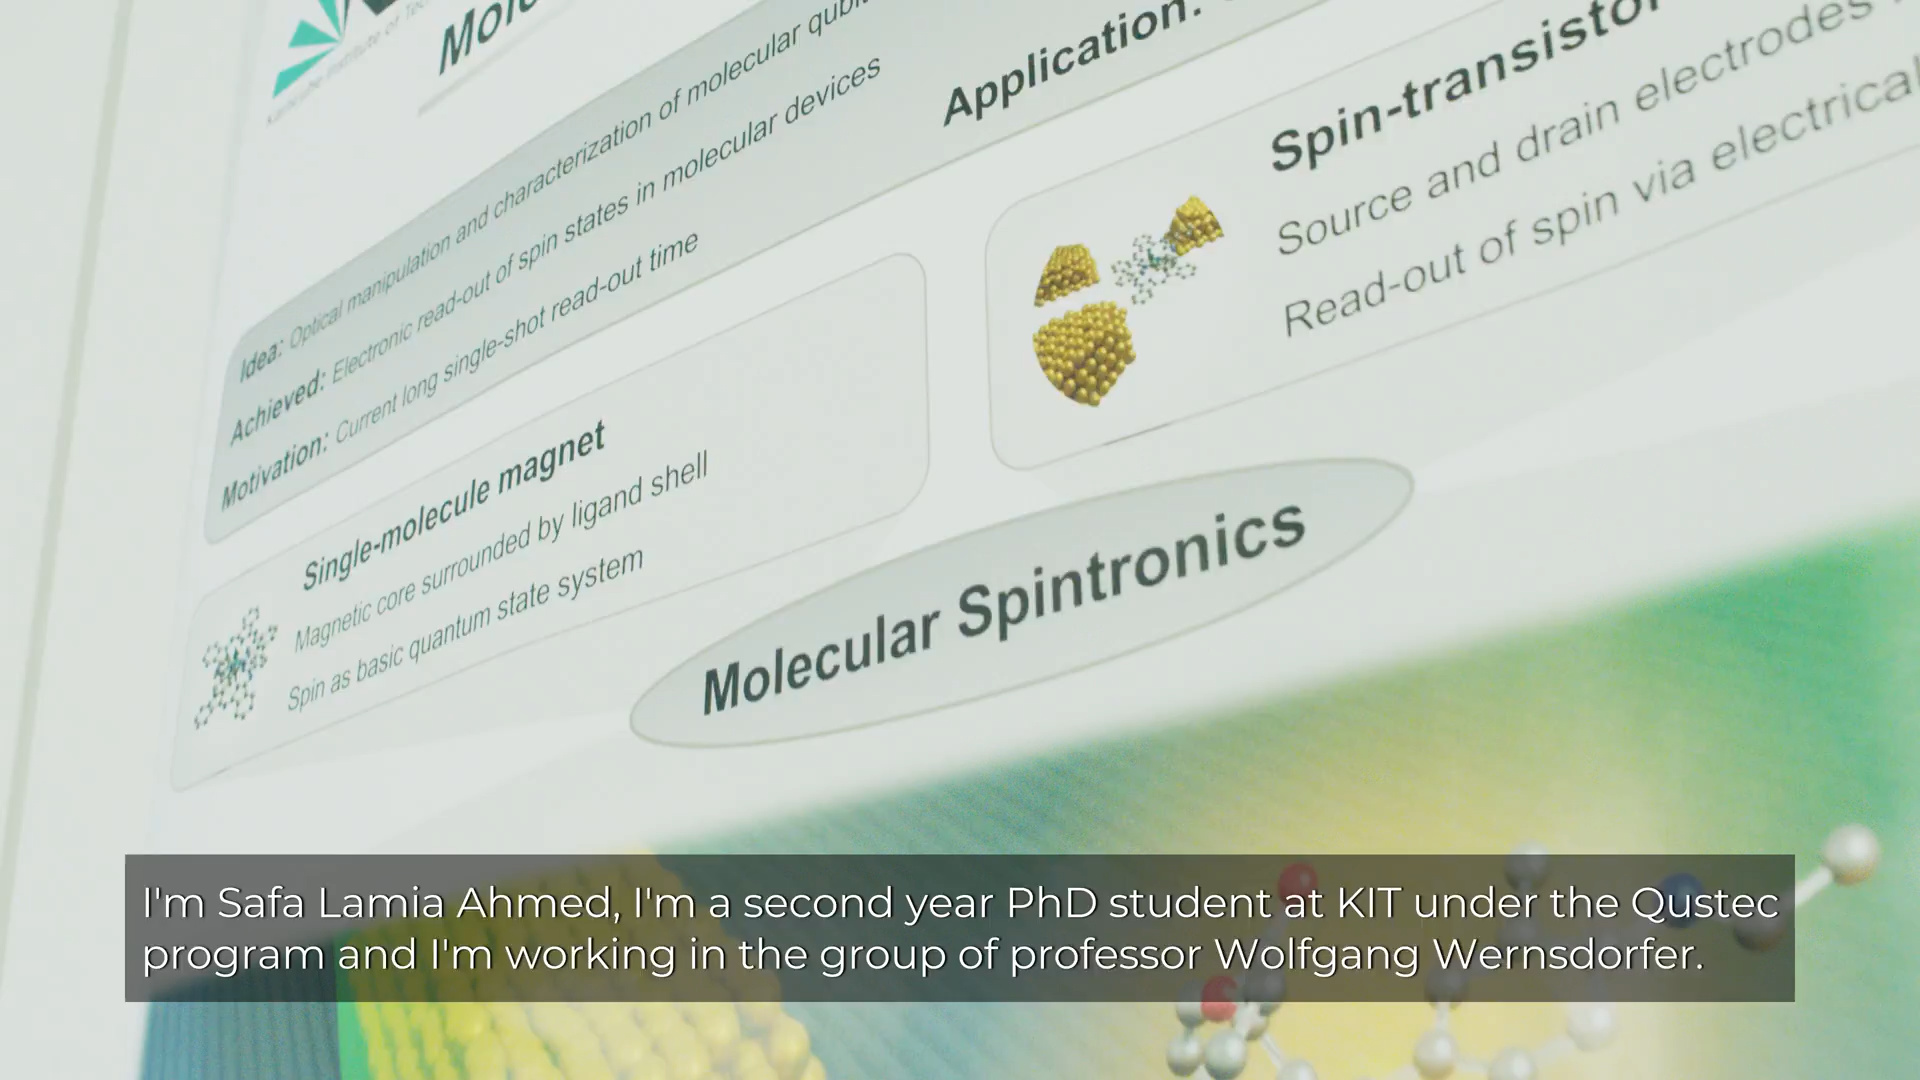 Idea: Optical manipulation and characterization of molecular
Achieved: Electronic read-out of spin states in molecular devices
Motivation: Current long single-shot read-out time
Application:
Single-molecule magnet
Magnetic core surrounded by ligand shell
Spin as basic quantum state system
Spin-transistor
Source and drain electrodes
Read-out of spin via electrical
Molecular Spintronics
I'm Safa Lamia Ahmed, I'm a second year PhD student at KIT under the Qustec
program and I'm working in the group of professor Wolfgang Wernsdorfer.